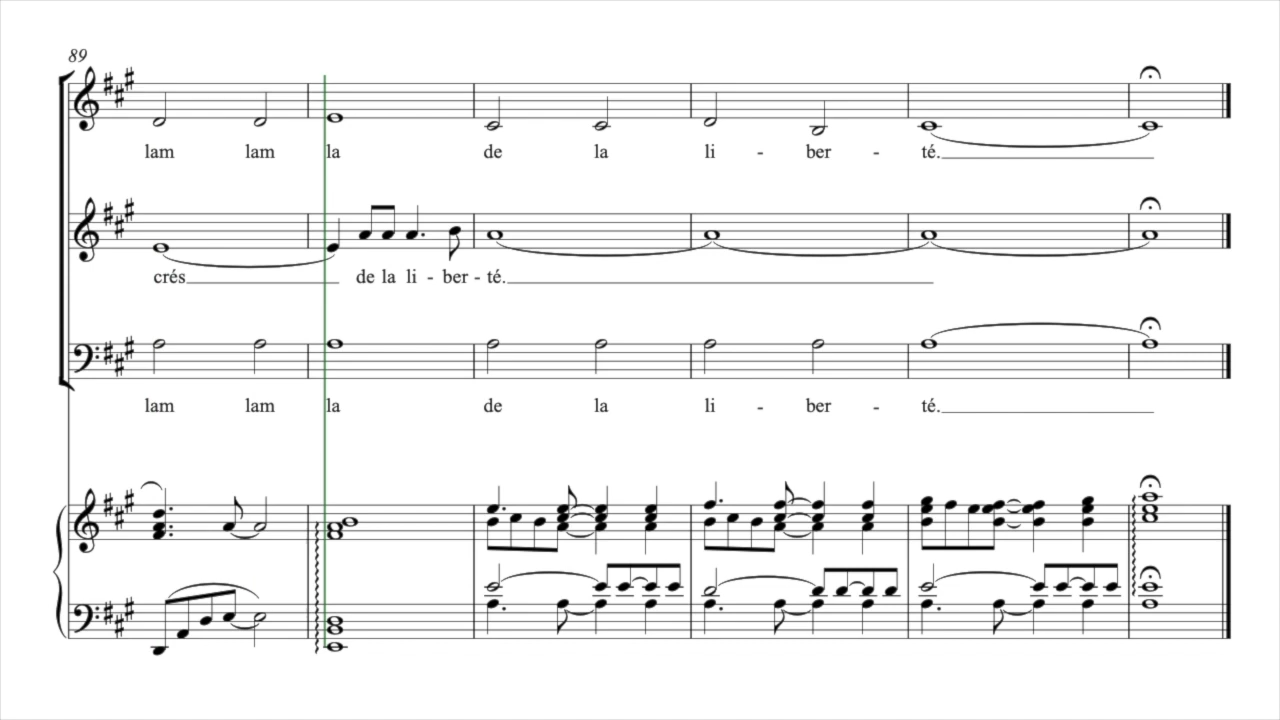 89
lam lam la de la li - ber - té.
crés de la li - ber - té.
lam lam la de la li - ber - té.